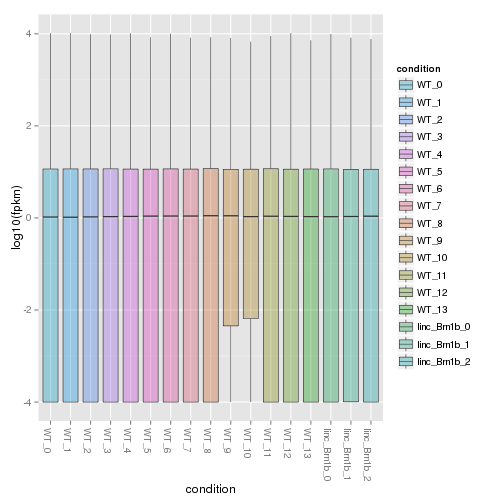 4
2
0
-2
-4
log10(fpkm)
WT_0
WT_1
WT_2
WT_3
WT_4
WT_5
WT_6
WT_7
WT_8
WT_9
WT_10
WT_11
WT_12
WT_13
linc_Brn1b_0
linc_Brn1b_1
linc_Brn1b_2
condition
condition
WT_0
WT_1
WT_2
WT_3
WT_4
WT_5
WT_6
WT_7
WT_8
WT_9
WT_10
WT_11
WT_12
WT_13
linc_Brn1b_0
linc_Brn1b_1
linc_Brn1b_2